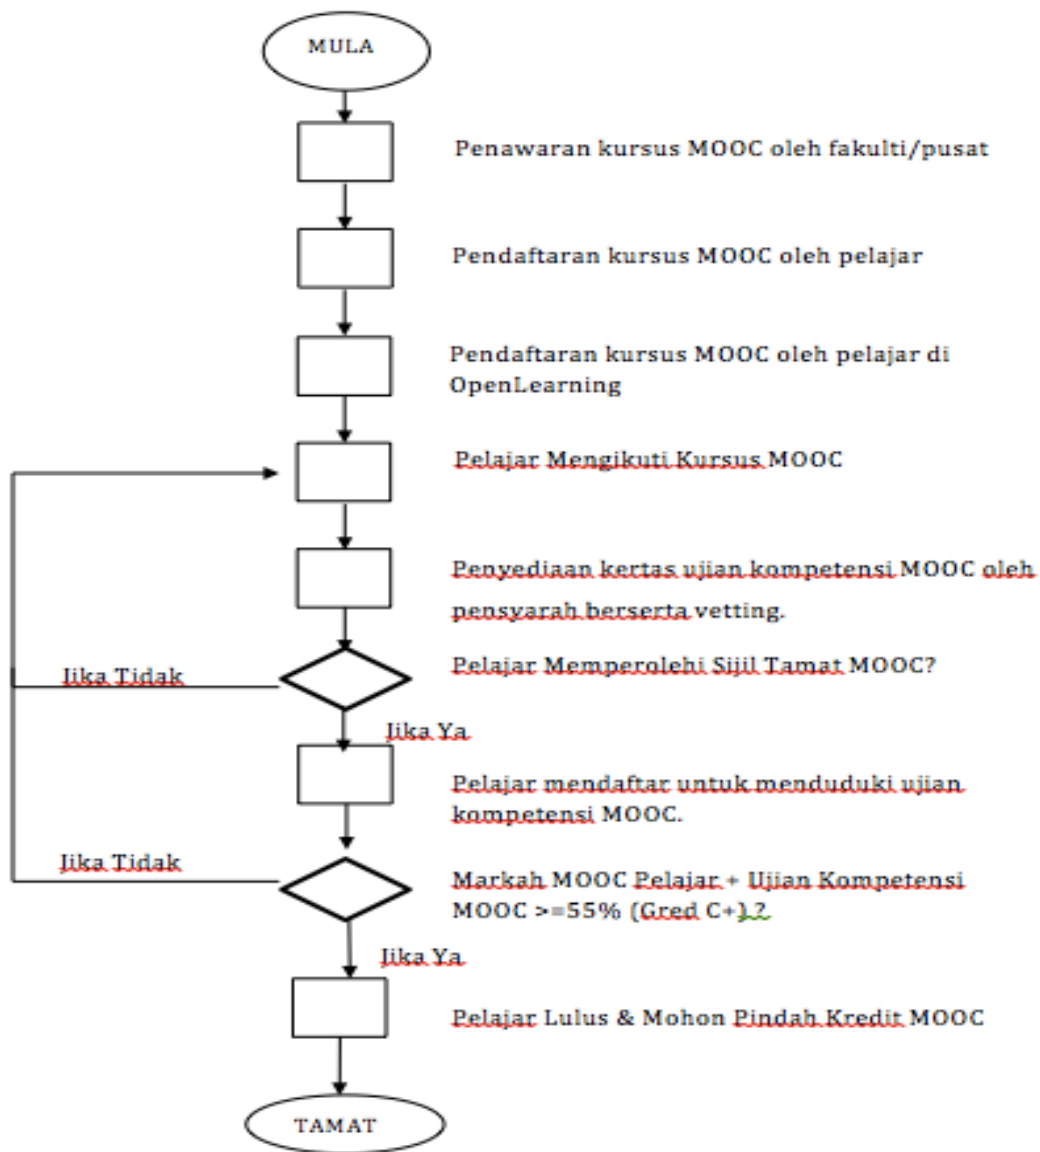 MULA
Penawaran kursus MOOC oleh fakulti/pusat
Pendaftaran kursus MOOC oleh pelajar
Pendaftaran kursus MOOC oleh pelajar di
OpenLearning
Pelajar Mengikuti Kursus MOOC
Penyediaan kertas ujian kompetensi MOOC oleh
pensyarah berserta vetting.
Pelajar Memperolehi Sijil Tamat MOOC?
Jika Tidak
Jika Ya
Pelajar mendaftar untuk menduduki ujian
kompetensi MOOC.
Jika Tidak
Markah MOOC Pelajar + Ujian Kompetensi
MOOC >=55% (Gred C+) ?
Jika Ya
Pelajar Lulus & Mohon Pindah Kredit MOOC
TAMAT